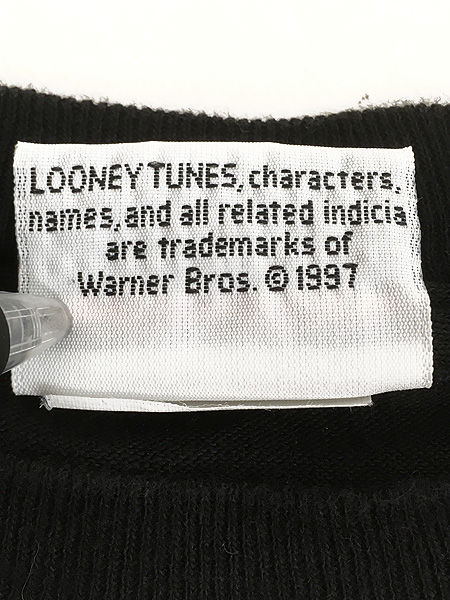 LOONEY TUNES, characters,
names, and all related indicia
are trademarks of
Warner Bros. © 1997